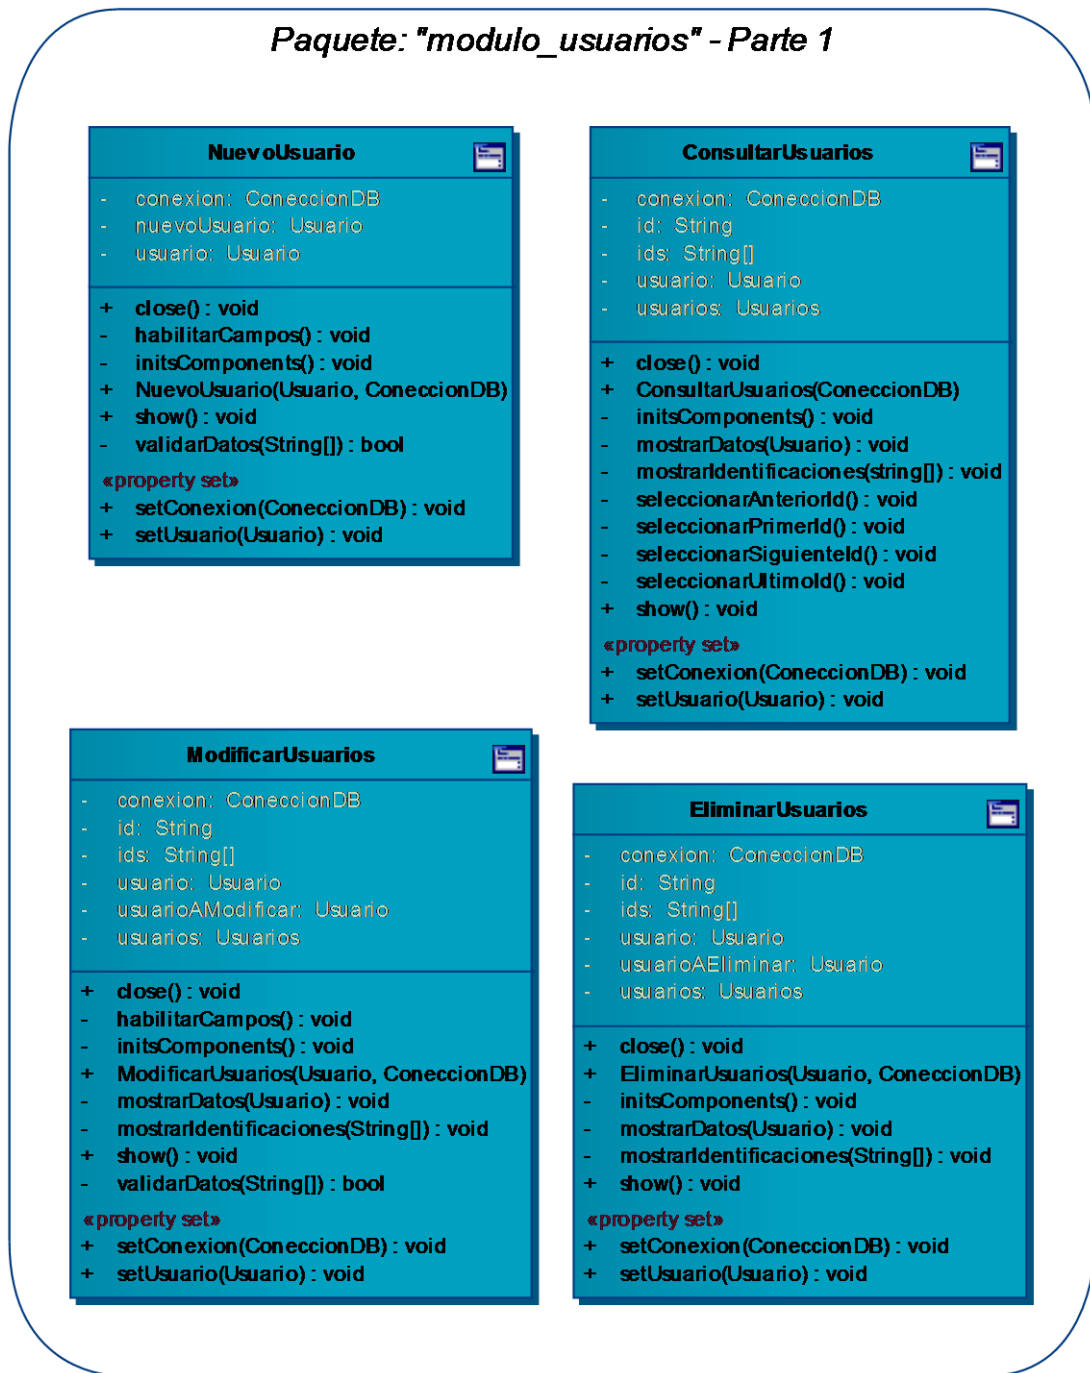 Paquete: "modulo_usuarios" - Parte 1
NuevoUsuario
- conexion: ConeccionDB
- nuevoUsuario: Usuario
- usuario: Usuario
+ close() : void
- habilitarCampos() : void
- initsComponents() : void
+ NuevoUsuario(Usuario, ConeccionDB)
+ show() : void
- validarDatos(String[]) : bool
«property set»
+ setConexion(ConeccionDB) : void
+ setUsuario(Usuario) : void
ConsultarUsuarios
- conexion: ConeccionDB
- id: String
- ids: String[]
- usuario: Usuario
- usuarios: Usuarios
+ close() : void
+ ConsultarUsuarios(ConeccionDB)
- initsComponents() : void
- mostrarDatos(Usuario) : void
- mostrarIdentificaciones(string[]) : void
- seleccionarAnteriorId() : void
- seleccionarPrimerId() : void
- seleccionarSiguienteId() : void
- seleccionarUltimoId() : void
+ show() : void
«property set»
+ setConexion(ConeccionDB) : void
+ setUsuario(Usuario) : void
ModificarUsuarios
- conexion: ConeccionDB
- id: String
- ids: String[]
- usuario: Usuario
- usuarioAModificar: Usuario
- usuarios: Usuarios
+ close() : void
- habilitarCampos() : void
- initsComponents() : void
+ ModificarUsuarios(Usuario, ConeccionDB)
- mostrarDatos(Usuario) : void
- mostrarIdentificaciones(String[]) : void
+ show() : void
- validarDatos(String[]) : bool
«property set»
+ setConexion(ConeccionDB) : void
+ setUsuario(Usuario) : void
EliminarUsuarios
- conexion: ConeccionDB
- id: String
- ids: String[]
- usuario: Usuario
- usuarioAEliminar: Usuario
- usuarios: Usuarios
+ close() : void
+ EliminarUsuarios(Usuario, ConeccionDB)
- initsComponents() : void
- mostrarDatos(Usuario) : void
- mostrarIdentificaciones(String[]) : void
+ show() : void
«property set»
+ setConexion(ConeccionDB) : void
+ setUsuario(Usuario) : void